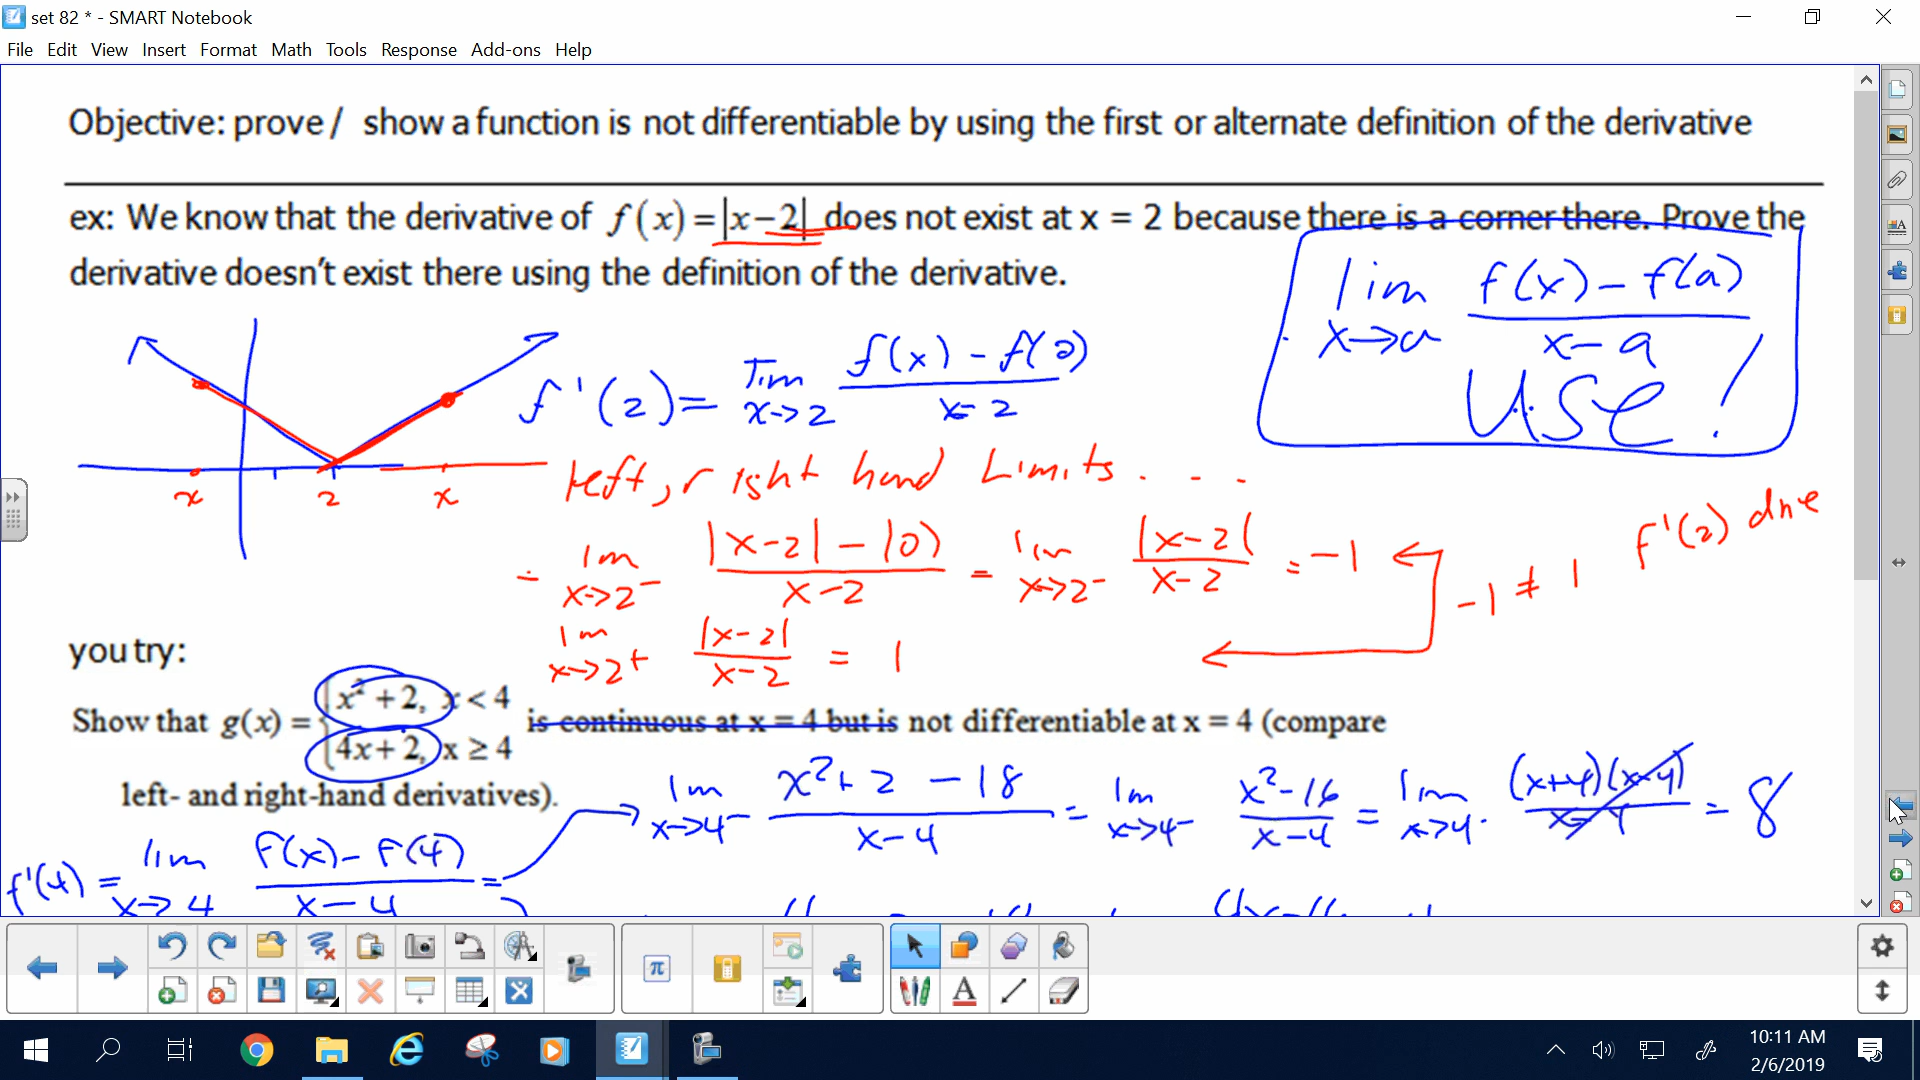 set 82 * - SMART Notebook
File Edit View Insert Format Math Tools Response Add-ons Help
Objective: prove / show a function is not differentiable by using the first or alternate definition of the derivative
ex: We know that the derivative of f(x)=|x−2| does not exist at x = 2 because there is a corner there. Prove the
derivative doesn't exist there using the definition of the derivative.
lim x→a (f(x) − f(a))/(x − a)
USE!
f'(2) = lim x→2 (f(x) − f(2))/(x−2)
x 2 x
Left, right hand Limits . . .
= lim x→2⁻ (|x−2| − |0|)/(x−2) = lim x→2⁻ |x−2|/(x−2) = −1
−1 ≠ 1 f'(2) dne
lim x→2+ |x−2|/(x−2) = 1
you try:
Show that g(x) = { x² + 2, x < 4
4x + 2, x ≥ 4
is continuous at x = 4 but is not differentiable at x = 4 (compare
left- and right-hand derivatives).
lim x→4⁻ (x²+2 − 18)/(x−4) = lim x→4⁻ (x²−16)/(x−4) = lim x→4⁻ (x+4)(x−4)/(x−4) = 8
f'(4) = lim x→4 (f(x) − f(4))/(x−4) =
10:11 AM
2/6/2019